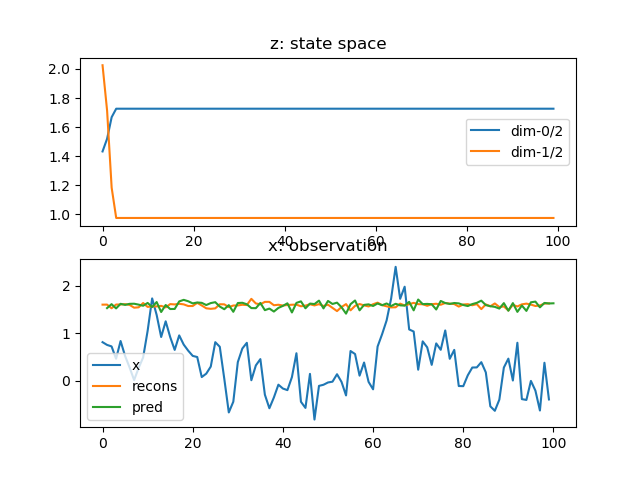 z: state space
2.0
1.8
1.6
1.4
1.2
1.0
dim-0/2
dim-1/2
0 20 40 60 80 100
x: observation
2
1
0
x
recons
pred
0 20 40 60 80 100